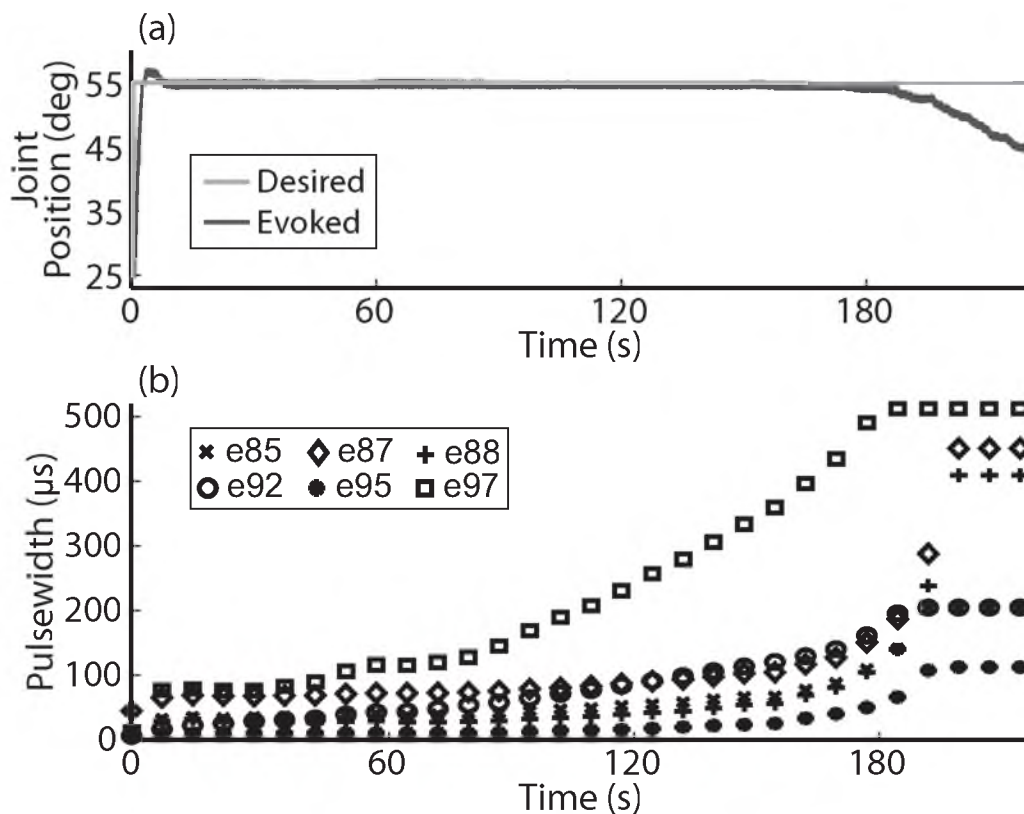 (a)
55
45
35
25
Joint
Position (deg)
Desired
Evoked
0
60
120
180
Time (s)
(b)
500
400
300
200
100
0
Pulsewidth (µs)
e85 e87 e88
e92 e95 e97
0
60
120
180
Time (s)